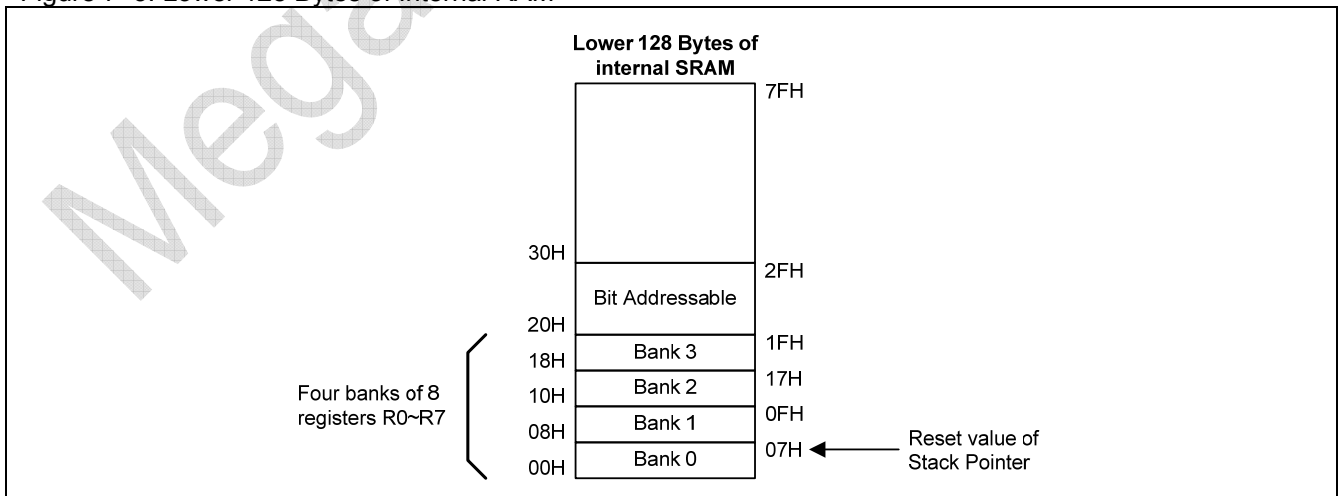 Lower 128 Bytes of
internal SRAM
7FH
30H
2FH
Bit Addressable
20H
1FH
Bank 3
18H
17H
Bank 2
10H
0FH
Bank 1
08H
07H
Bank 0
00H
Four banks of 8
registers R0~R7
Reset value of
Stack Pointer
Mega